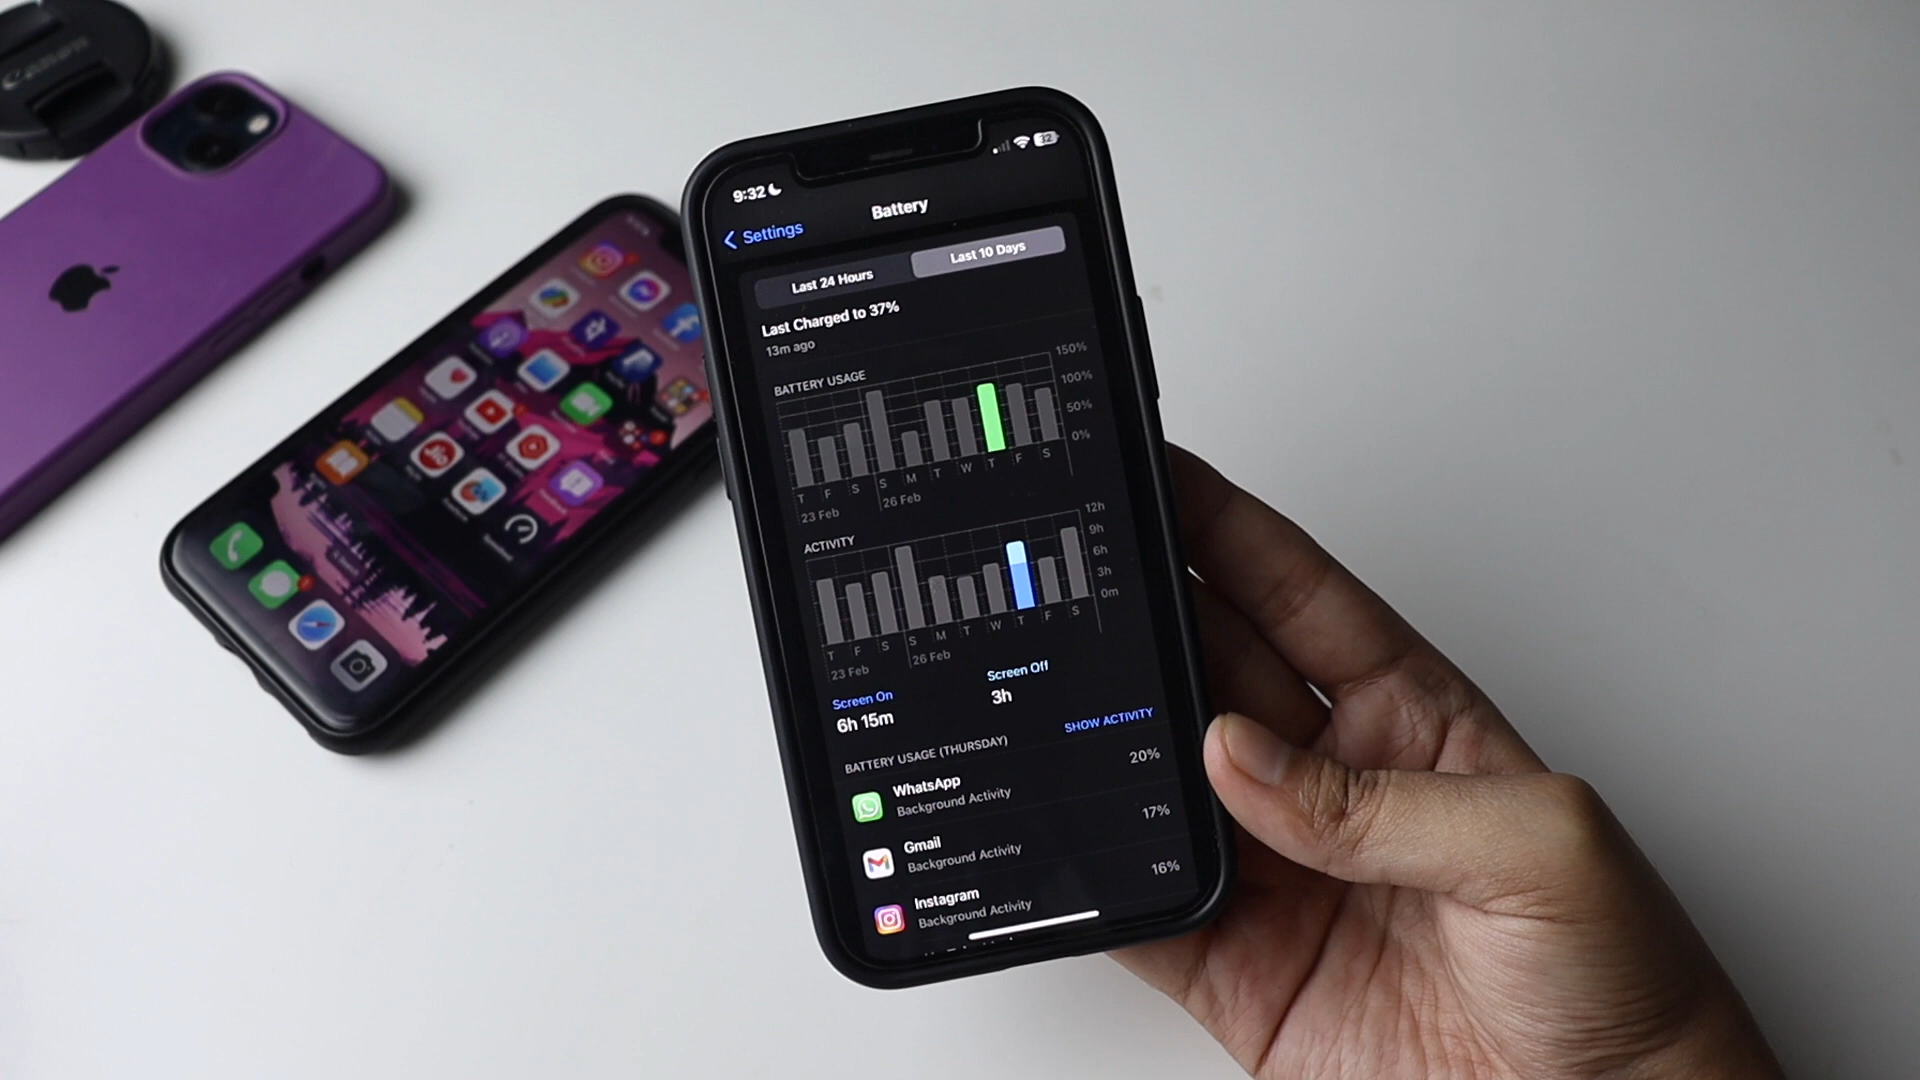 Canon
9:32
32
Settings
Battery
Last 24 Hours
Last 10 Days
Last Charged to 37%
13m ago
BATTERY USAGE
150%
100%
50%
0%
T F S S M T W T F S
23 Feb 26 Feb
ACTIVITY
12h
9h
6h
3h
0m
T F S S M T W T F S
23 Feb 26 Feb
Screen On
Screen Off
6h 15m
3h
BATTERY USAGE (THURSDAY)
SHOW ACTIVITY
WhatsApp
20%
Background Activity
Gmail
17%
Background Activity
Instagram
16%
Background Activity
Jio